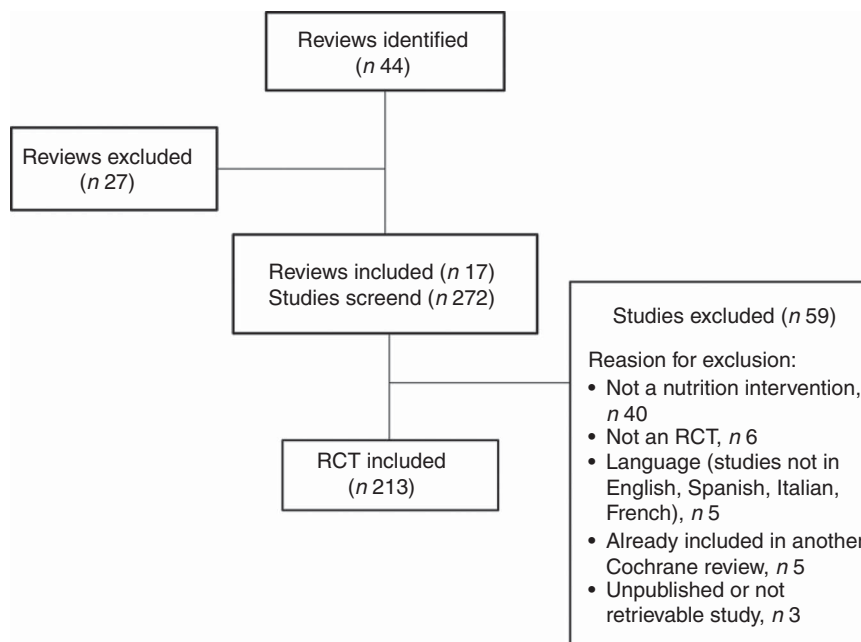 Reviews identified
(n 44)
Reviews excluded
(n 27)
Reviews included (n 17)
Studies screend (n 272)
Studies excluded (n 59)
Reasion for exclusion:
• Not a nutrition intervention,
n 40
• Not an RCT, n 6
• Language (studies not in
English, Spanish, Italian,
French), n 5
• Already included in another
Cochrane review, n 5
• Unpublished or not
retrievable study, n 3
RCT included
(n 213)